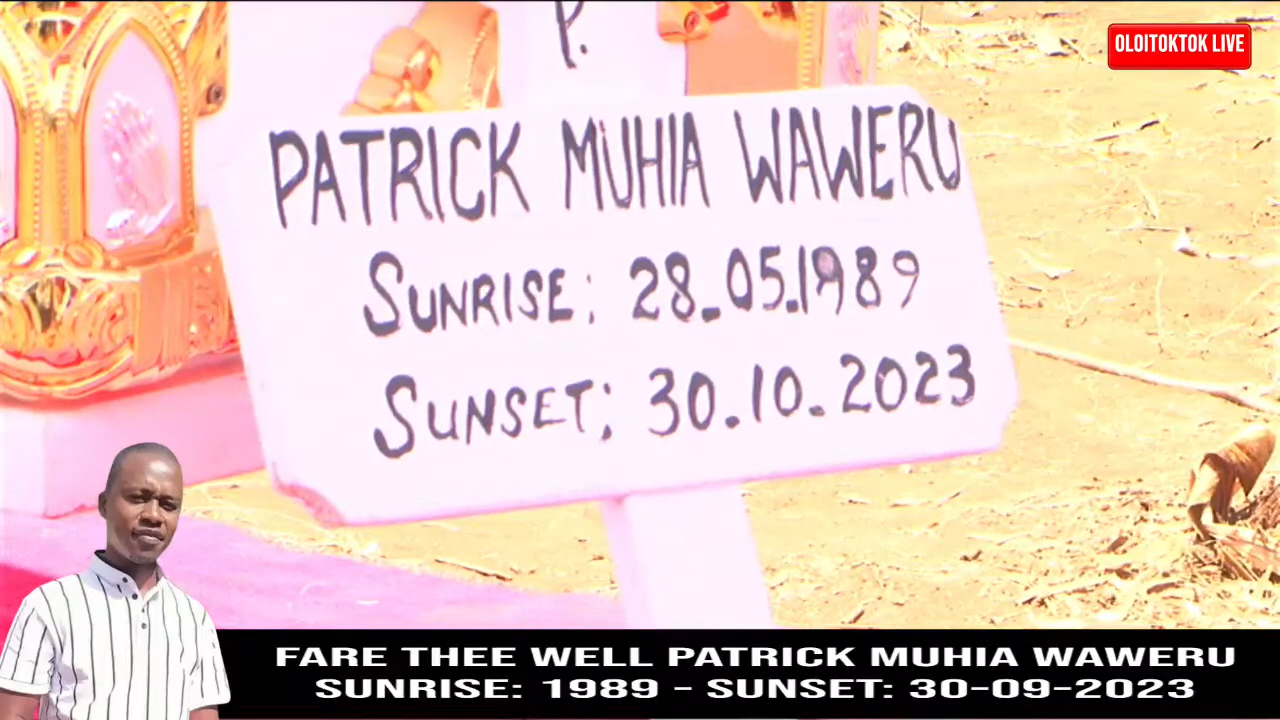 OLOITOKTOK LIVE
P.
PATRICK MUHIA WAWERU
SUNRISE: 28.05.1989
SUNSET: 30.10.2023
FARE THEE WELL PATRICK MUHIA WAWERU
SUNRISE: 1989 - SUNSET: 30-09-2023